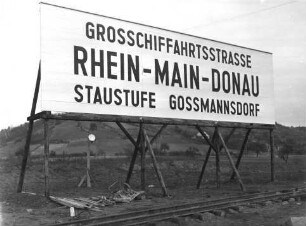 GROSSCHIFFAHRTSSTRASSE
RHEIN-MAIN-DONAU
STAUSTUFE GOSSMANNSDORF